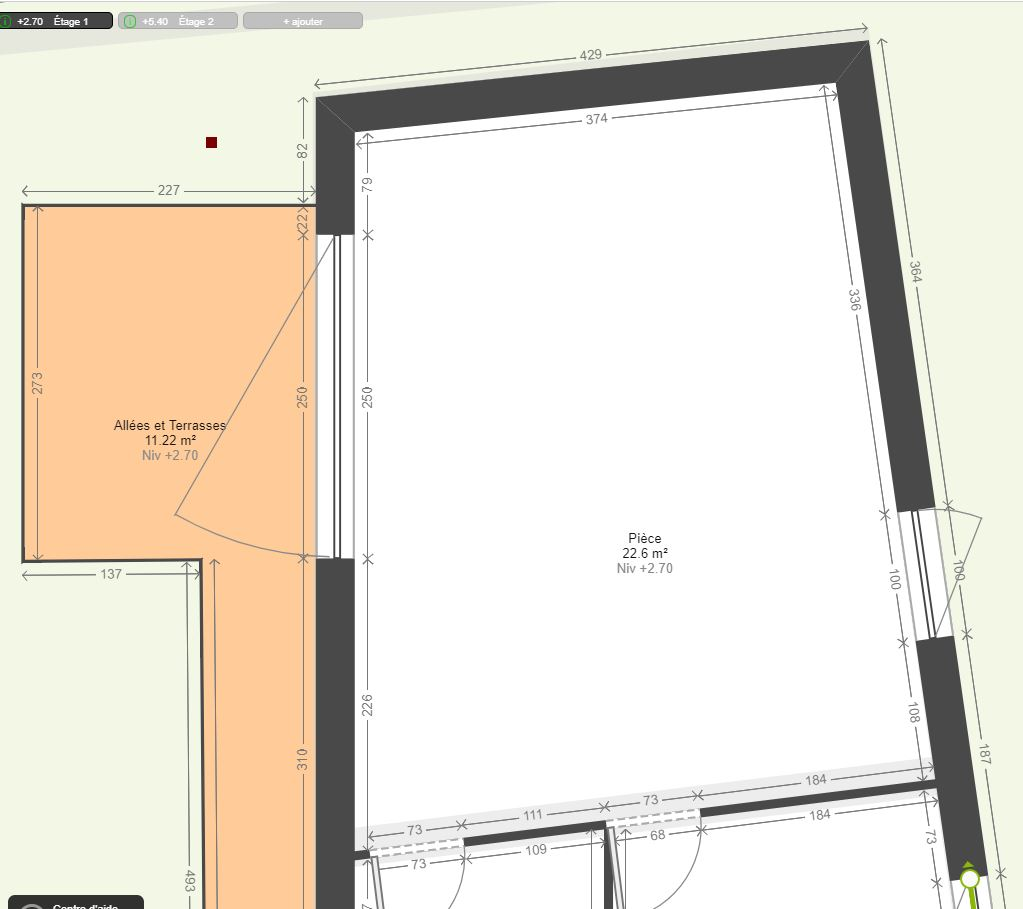 +2.70 Étage 1
+5.40 Étage 2
+ ajouter
429
374
82
79
227
22
364
336
273
250
250
Allées et Terrasses
11.22 m²
Niv +2.70
Pièce
22.6 m²
Niv +2.70
137
100
100
226
108
310
187
184
73
111
73
184
73
109
68
73
493
Centre d'aide